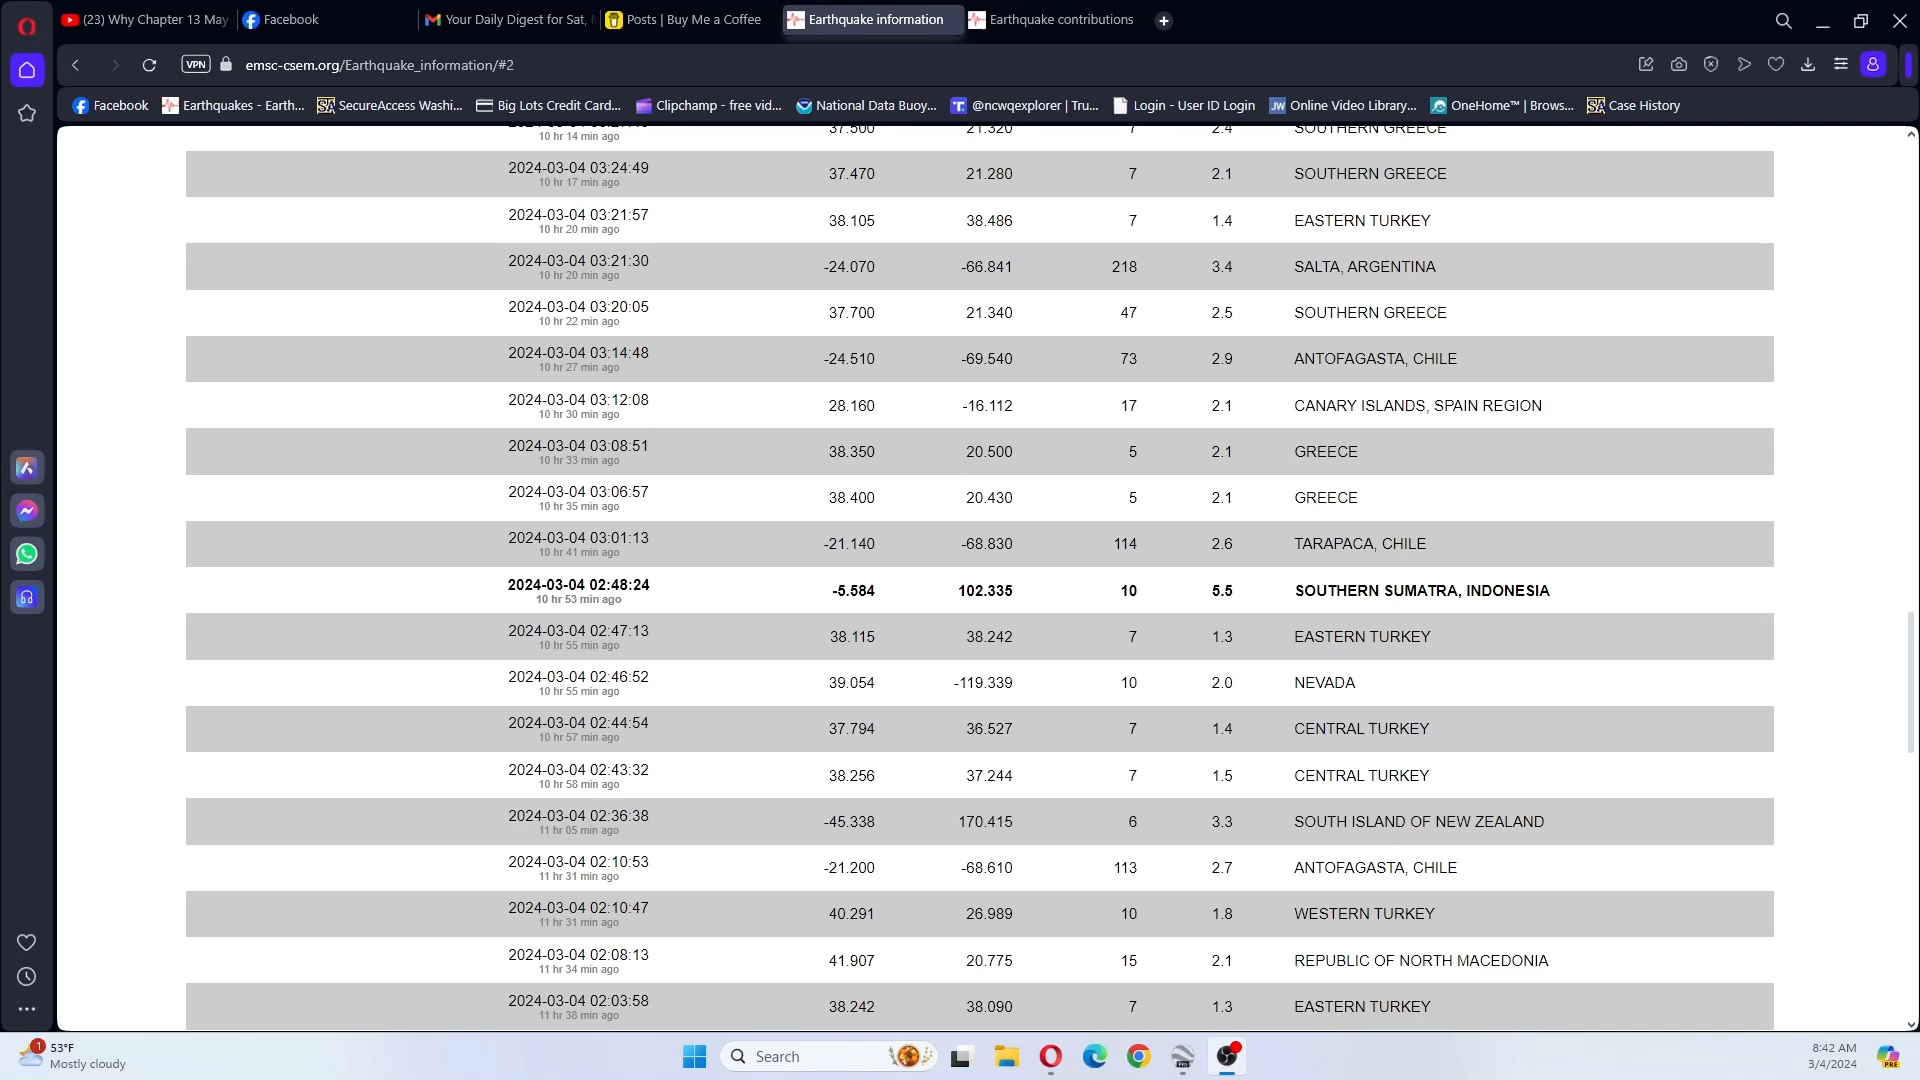 (23) Why Chapter 13 May
Facebook
Your Daily Digest for Sat,
Posts | Buy Me a Coffee
Earthquake information
Earthquake contributions
VPN
emsc-csem.org/Earthquake_information/#2
Facebook
Earthquakes - Earth...
SecureAccess Washi...
Big Lots Credit Card...
Clipchamp - free vid...
National Data Buoy...
@ncwqexplorer | Tru...
Login - User ID Login
Online Video Library...
OneHome™ | Brows...
Case History
10 hr 14 min ago
37.500 21.320 7 2.4 SOUTHERN GREECE
2024-03-04 03:24:49
10 hr 17 min ago
37.470 21.280 7 2.1 SOUTHERN GREECE
2024-03-04 03:21:57
10 hr 20 min ago
38.105 38.486 7 1.4 EASTERN TURKEY
2024-03-04 03:21:30
10 hr 20 min ago
-24.070 -66.841 218 3.4 SALTA, ARGENTINA
2024-03-04 03:20:05
10 hr 22 min ago
37.700 21.340 47 2.5 SOUTHERN GREECE
2024-03-04 03:14:48
10 hr 27 min ago
-24.510 -69.540 73 2.9 ANTOFAGASTA, CHILE
2024-03-04 03:12:08
10 hr 30 min ago
28.160 -16.112 17 2.1 CANARY ISLANDS, SPAIN REGION
2024-03-04 03:08:51
10 hr 33 min ago
38.350 20.500 5 2.1 GREECE
2024-03-04 03:06:57
10 hr 35 min ago
38.400 20.430 5 2.1 GREECE
2024-03-04 03:01:13
10 hr 41 min ago
-21.140 -68.830 114 2.6 TARAPACA, CHILE
2024-03-04 02:48:24
10 hr 53 min ago
-5.584 102.335 10 5.5 SOUTHERN SUMATRA, INDONESIA
2024-03-04 02:47:13
10 hr 55 min ago
38.115 38.242 7 1.3 EASTERN TURKEY
2024-03-04 02:46:52
10 hr 55 min ago
39.054 -119.339 10 2.0 NEVADA
2024-03-04 02:44:54
10 hr 57 min ago
37.794 36.527 7 1.4 CENTRAL TURKEY
2024-03-04 02:43:32
10 hr 58 min ago
38.256 37.244 7 1.5 CENTRAL TURKEY
2024-03-04 02:36:38
11 hr 05 min ago
-45.338 170.415 6 3.3 SOUTH ISLAND OF NEW ZEALAND
2024-03-04 02:10:53
11 hr 31 min ago
-21.200 -68.610 113 2.7 ANTOFAGASTA, CHILE
2024-03-04 02:10:47
11 hr 31 min ago
40.291 26.989 10 1.8 WESTERN TURKEY
2024-03-04 02:08:13
11 hr 34 min ago
41.907 20.775 15 2.1 REPUBLIC OF NORTH MACEDONIA
2024-03-04 02:03:58
11 hr 38 min ago
38.242 38.090 7 1.3 EASTERN TURKEY
1
53°F
Mostly cloudy
Search
8:42 AM
3/4/2024